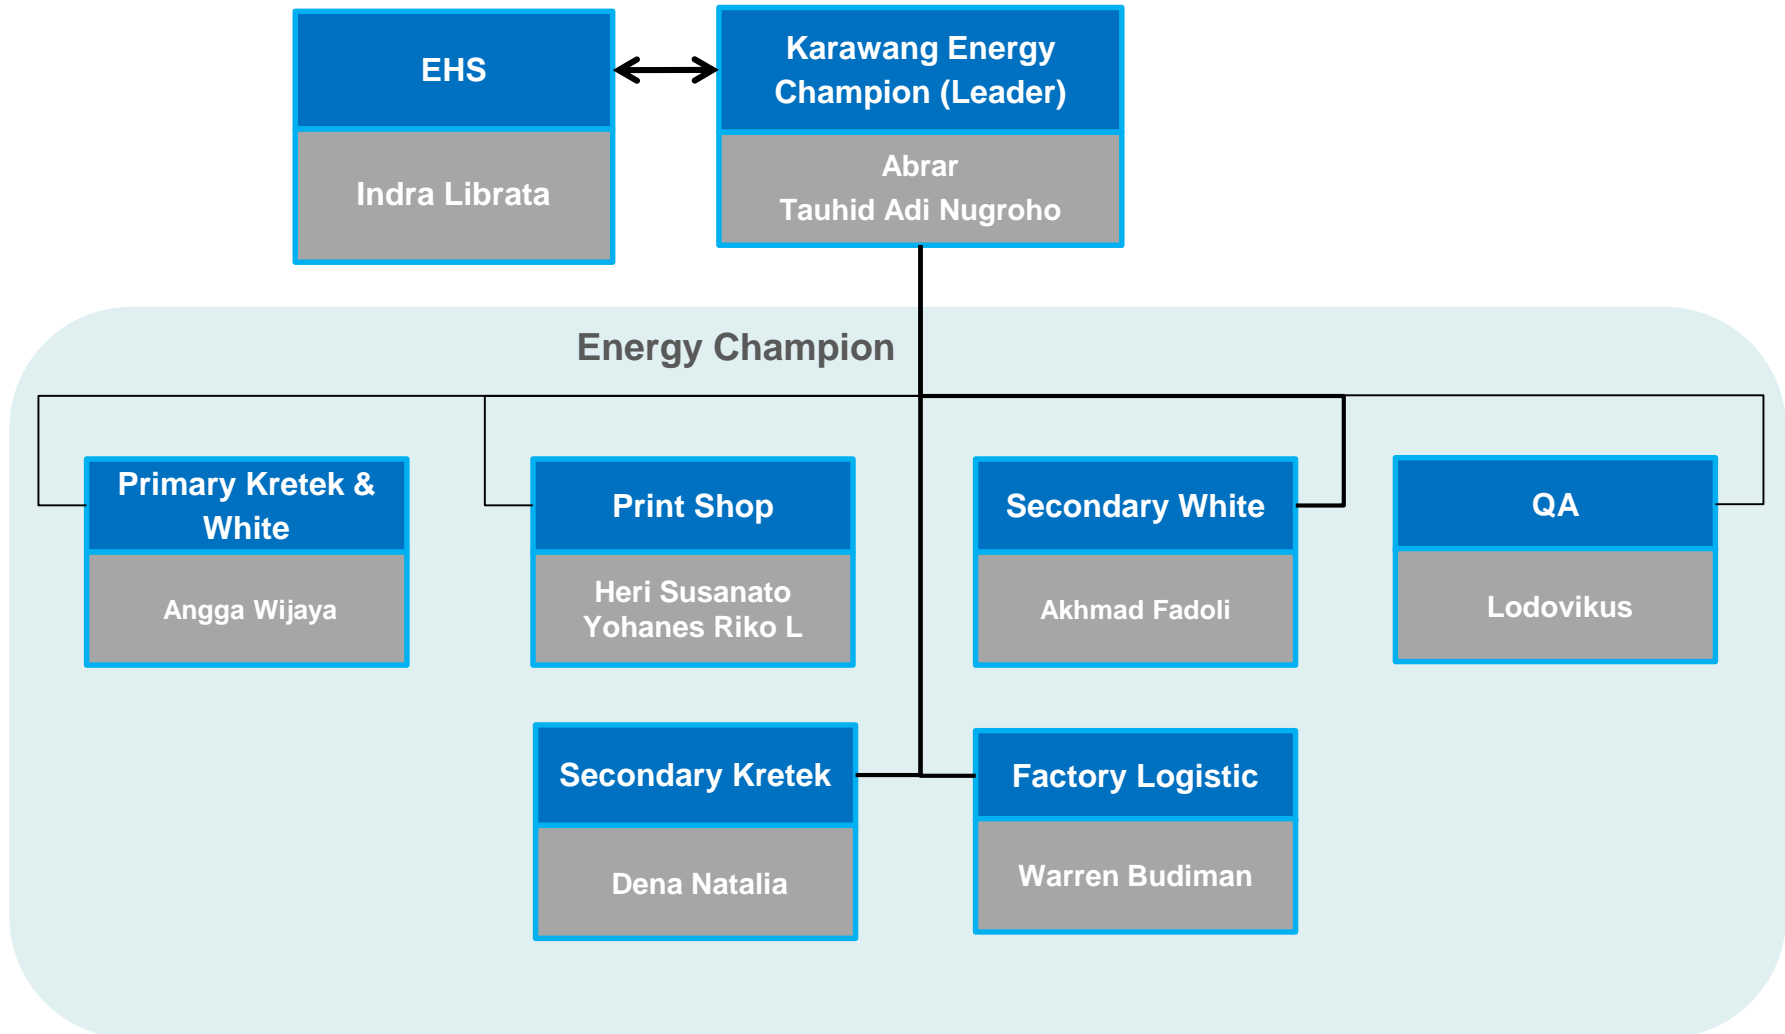 EHS
Indra Librata
Karawang Energy
Champion (Leader)
Abrar
Tauhid Adi Nugroho
Energy Champion
Primary Kretek &
White
Angga Wijaya
Print Shop
Heri Susanato
Yohanes Riko L
Secondary White
Akhmad Fadoli
QA
Lodovikus
Secondary Kretek
Dena Natalia
Factory Logistic
Warren Budiman